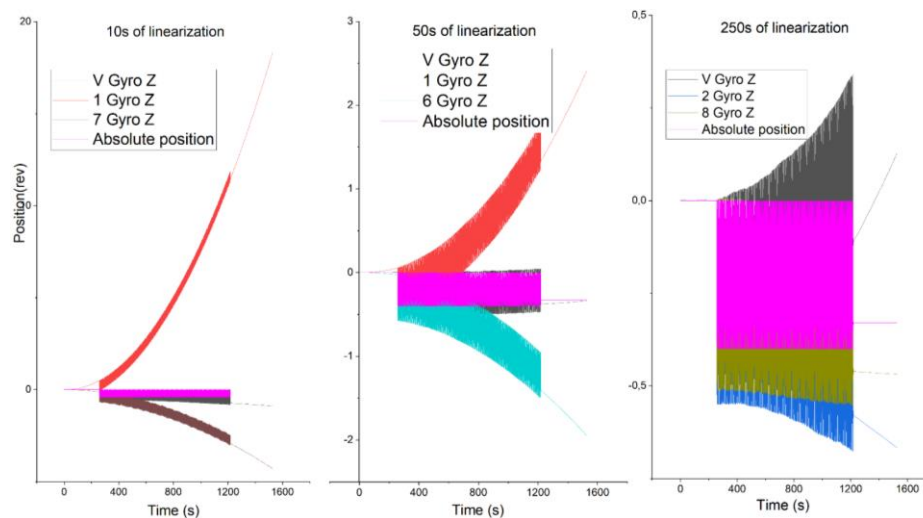 10s of linearization
V Gyro Z
1 Gyro Z
7 Gyro Z
Absolute position
Position(rev)
20
0
0
400
800
1200
1600
Time (s)
50s of linearization
V Gyro Z
1 Gyro Z
6 Gyro Z
Absolute position
3
2
1
0
-1
-2
0
400
800
1200
1600
Time (s)
250s of linearization
V Gyro Z
2 Gyro Z
8 Gyro Z
Absolute position
0,5
0,0
-0,5
0
400
800
1200
1600
Time (s)